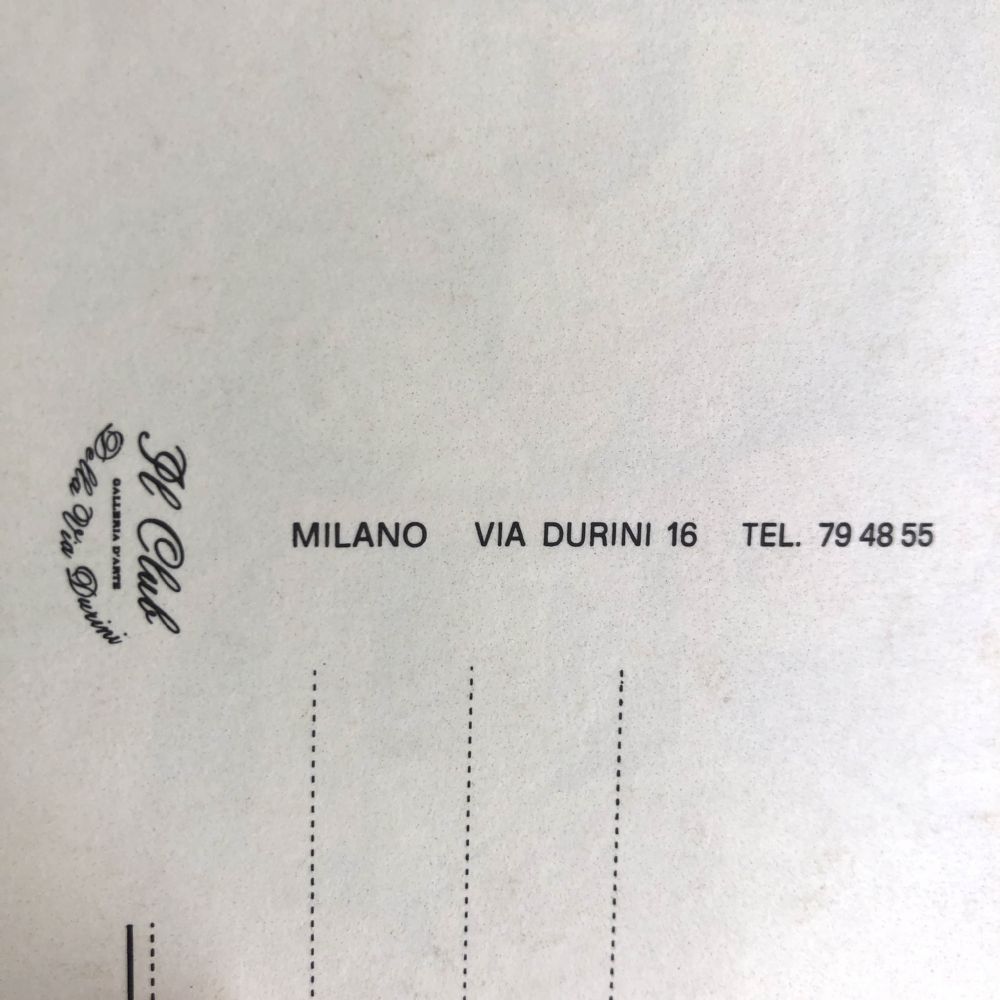 Il Club
GALLERIA D'ARTE
Della Via Durini
MILANO VIA DURINI 16 TEL. 79 48 55